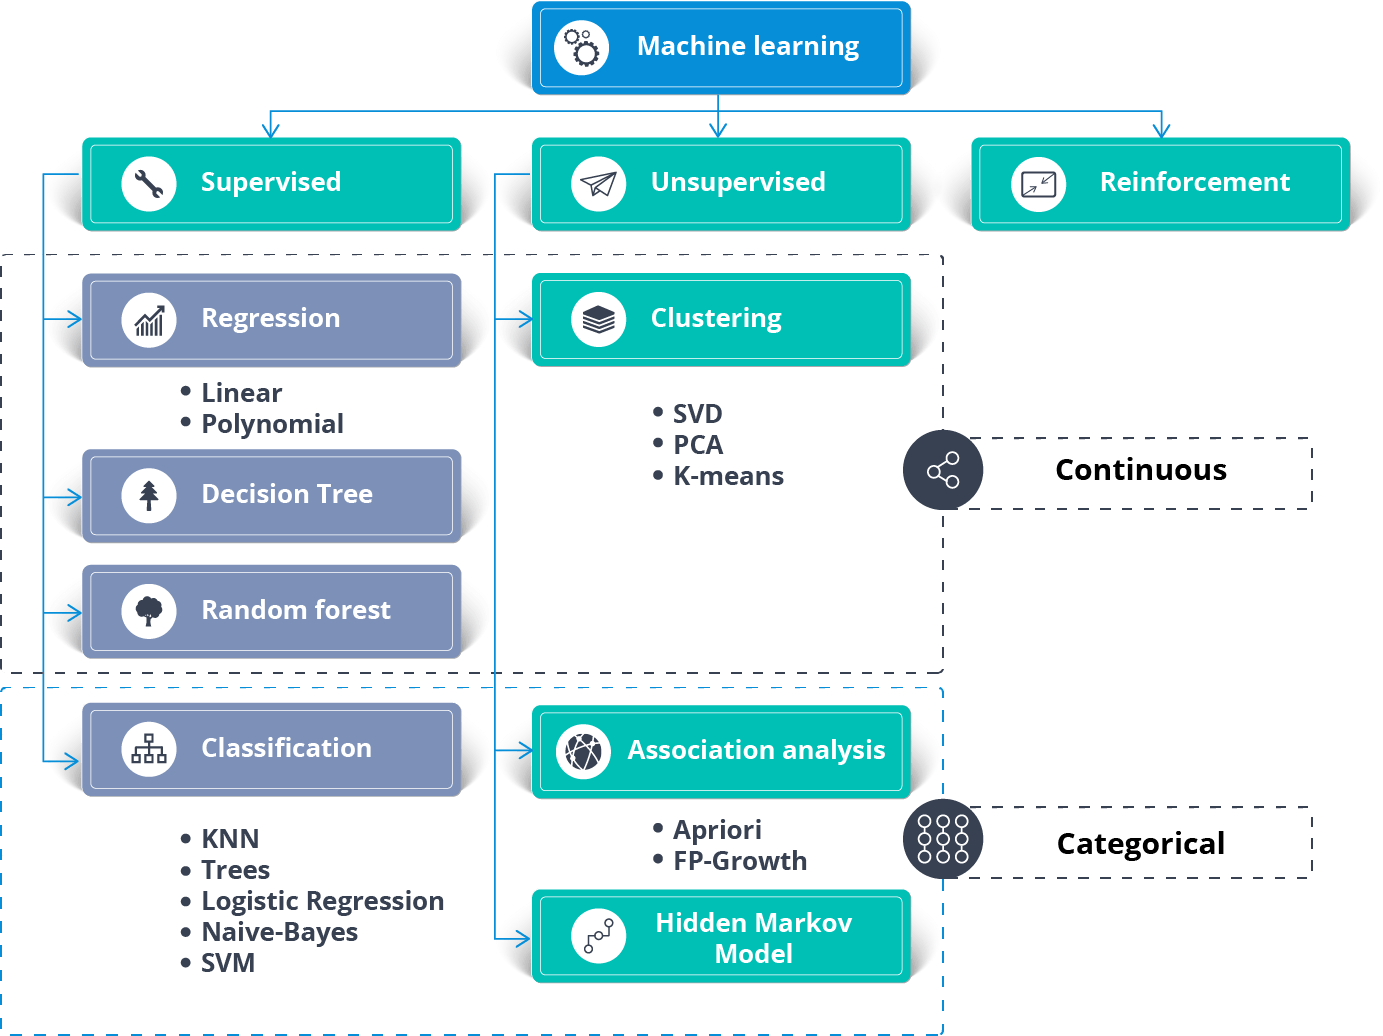 Machine learning
Supervised
Unsupervised
Reinforcement
Regression
• Linear
• Polynomial
Decision Tree
Random forest
Clustering
• SVD
• PCA
• K-means
Continuous
Classification
• KNN
• Trees
• Logistic Regression
• Naive-Bayes
• SVM
Association analysis
• Apriori
• FP-Growth
Hidden Markov
Model
Categorical